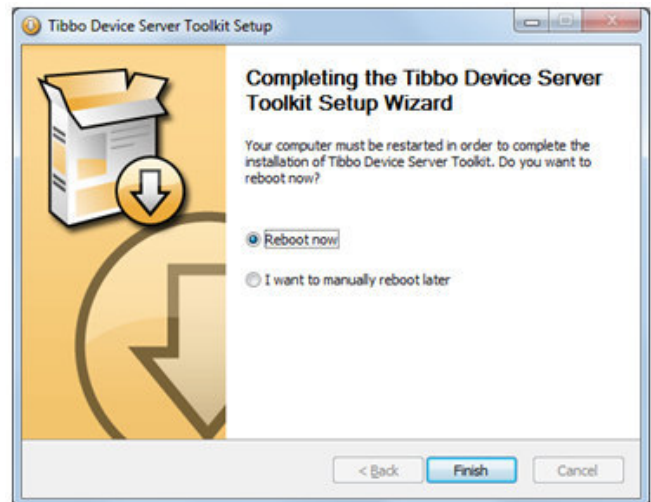 Tibbo Device Server Toolkit Setup
Completing the Tibbo Device Server
Toolkit Setup Wizard
Your computer must be restarted in order to complete the
installation of Tibbo Device Server Toolkit. Do you want to
reboot now?
Reboot now
I want to manually reboot later
< Back
Finish
Cancel